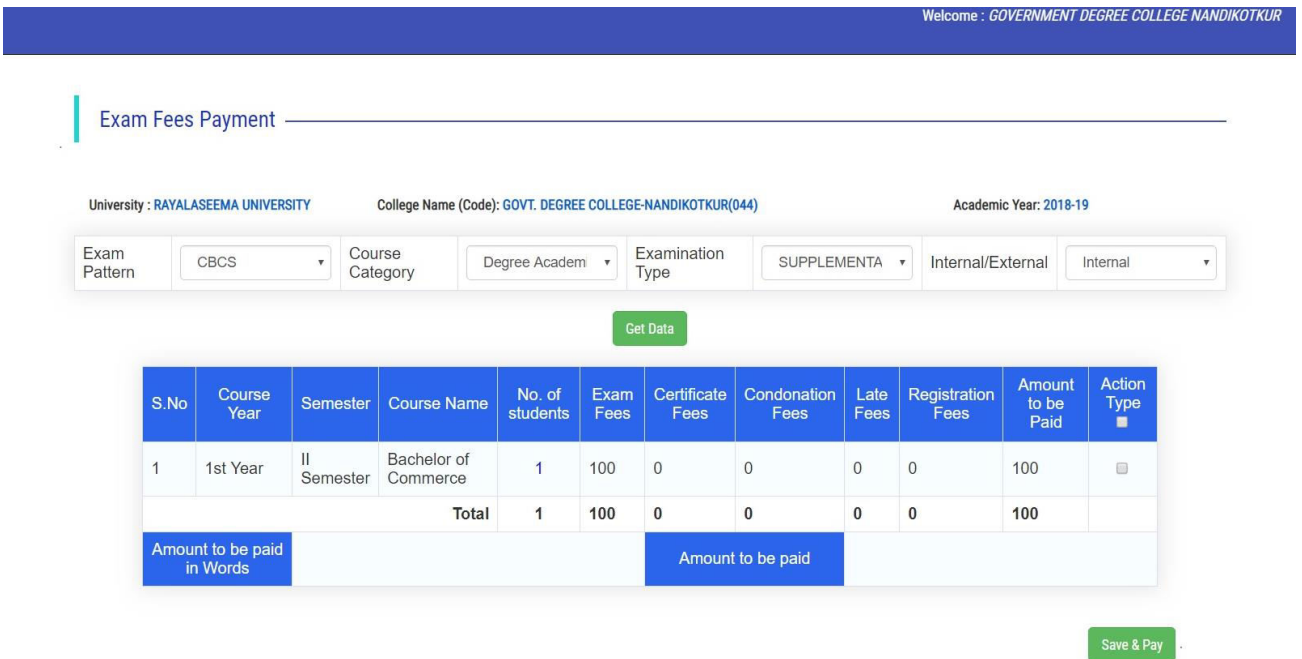 Welcome : GOVERNMENT DEGREE COLLEGE NANDIKOTKUR
Exam Fees Payment
University : RAYALASEEMA UNIVERSITY College Name (Code): GOVT. DEGREE COLLEGE-NANDIKOTKUR(044) Academic Year: 2018-19
Exam Pattern CBCS Course Category Degree Academi Examination Type SUPPLEMENTA Internal/External Internal
Get Data
S.No Course Year Semester Course Name No. of students Exam Fees Certificate Fees Condonation Fees Late Fees Registration Fees Amount to be Paid Action Type
1 1st Year II Semester Bachelor of Commerce 1 100 0 0 0 0 100
Total 1 100 0 0 0 0 100
Amount to be paid in Words Amount to be paid
Save & Pay